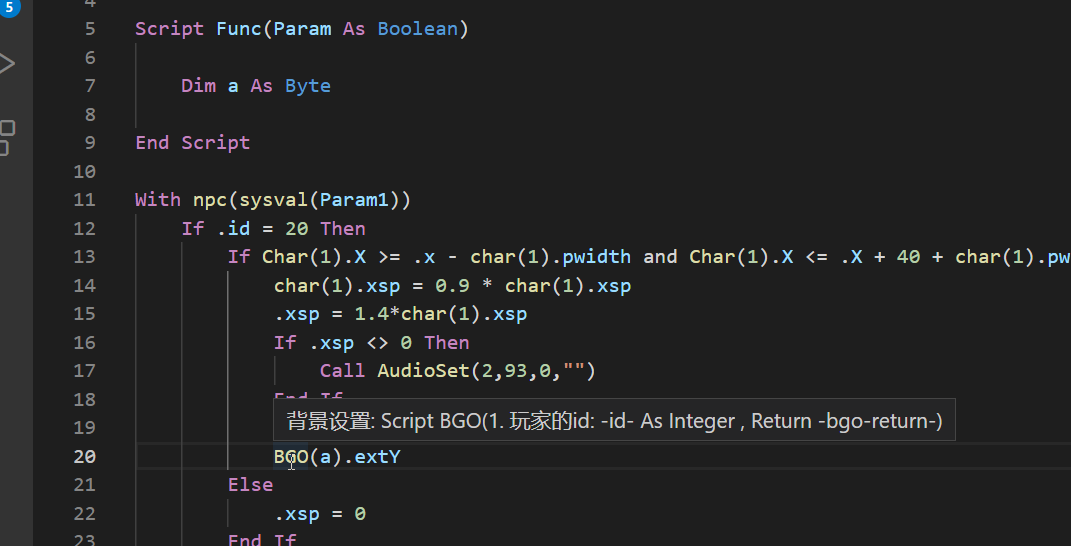 5
4
5 Script Func(Param As Boolean)
6
7 Dim a As Byte
8
9 End Script
10
11 With npc(sysval(Param1))
12 If .id = 20 Then
13 If Char(1).X >= .x - char(1).pwidth and Char(1).X <= .X + 40 + char(1).pw
14 char(1).xsp = 0.9 * char(1).xsp
15 .xsp = 1.4*char(1).xsp
16 If .xsp <> 0 Then
17 Call AudioSet(2,93,0,"")
18 End If
19 背景设置: Script BGO(1. 玩家的id: -id- As Integer , Return -bgo-return-)
20 BGO(a).extY
21 Else
22 .xsp = 0
23 End If